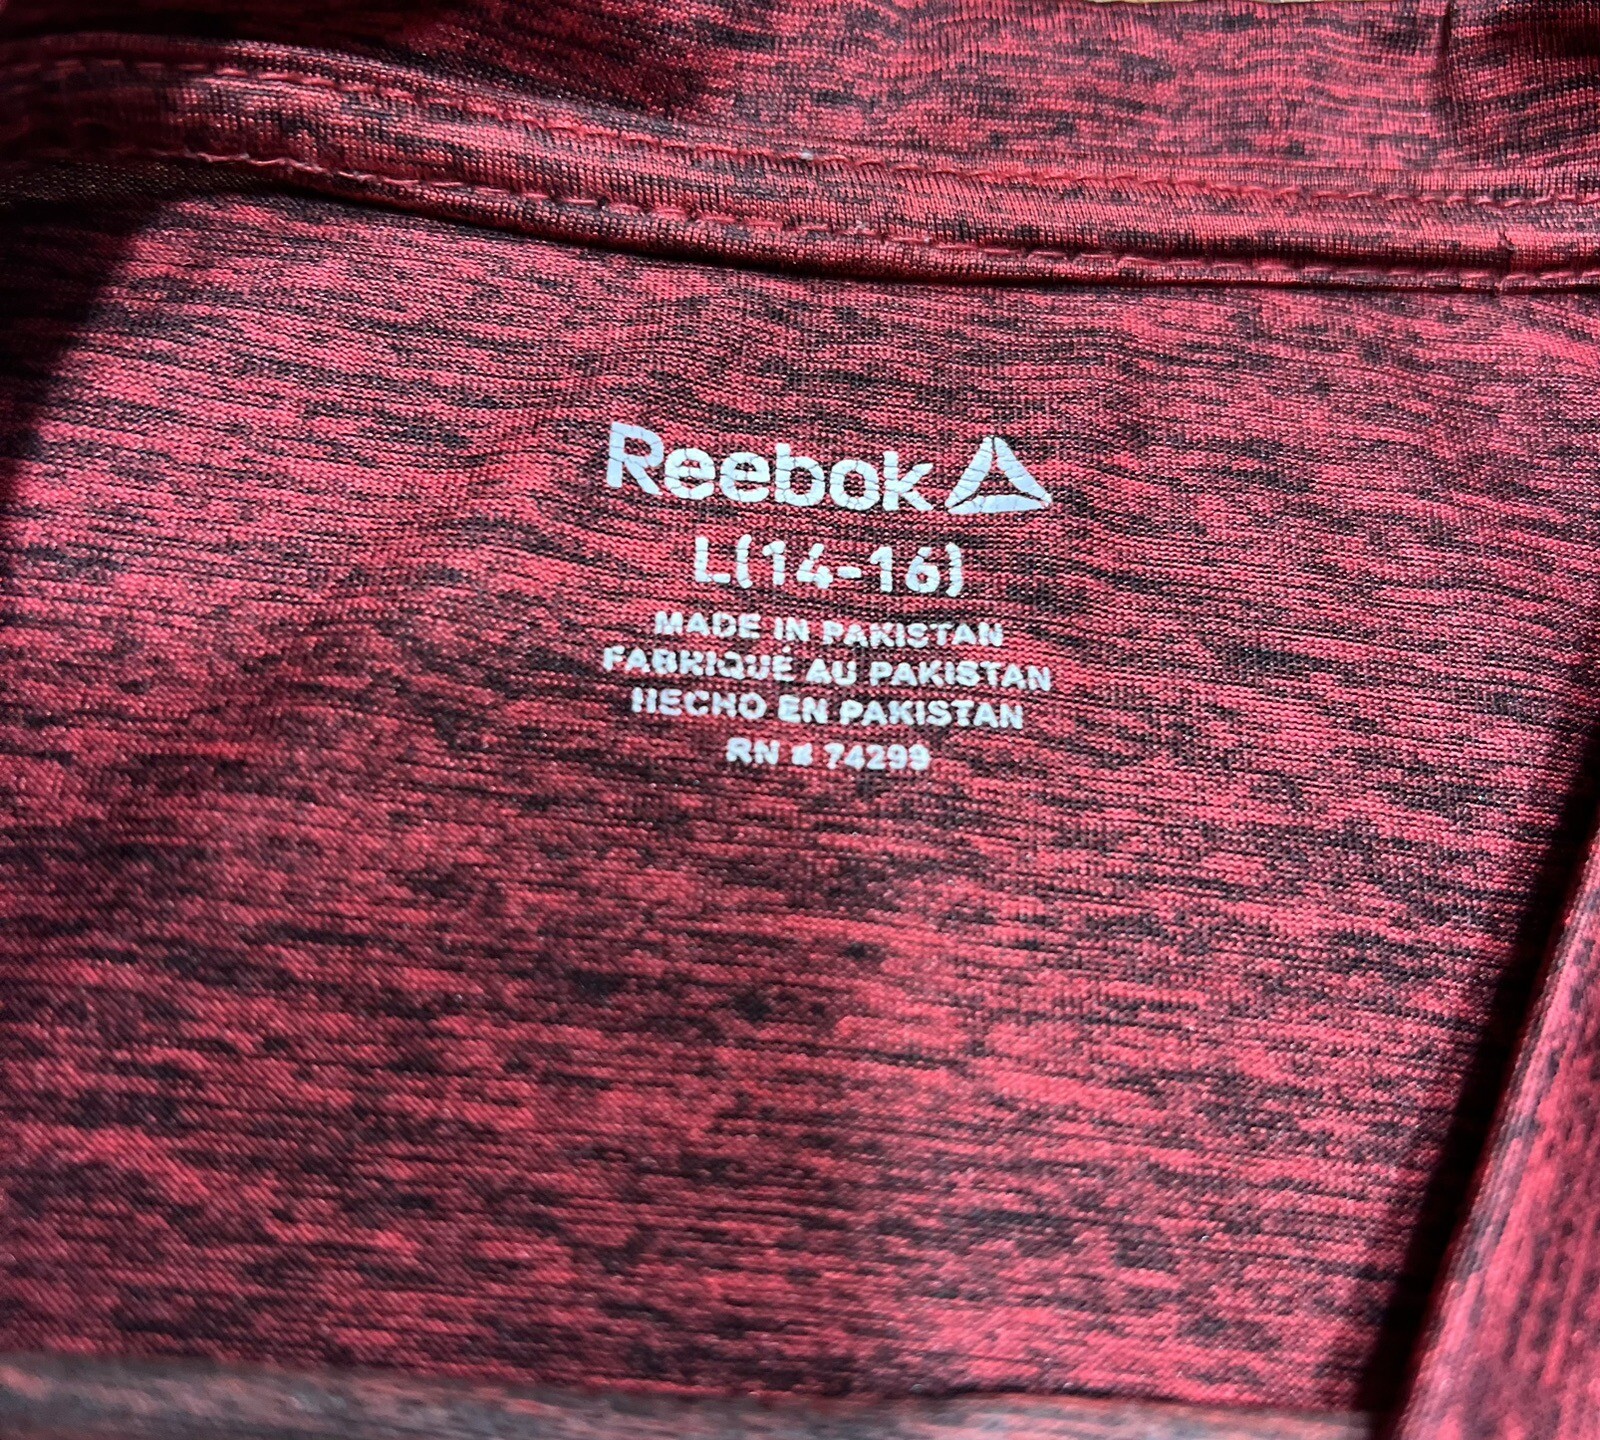 Reebok
L(14-16)
MADE IN PAKISTAN
FABRIQUÉ AU PAKISTAN
HECHO EN PAKISTAN
RN # 74299